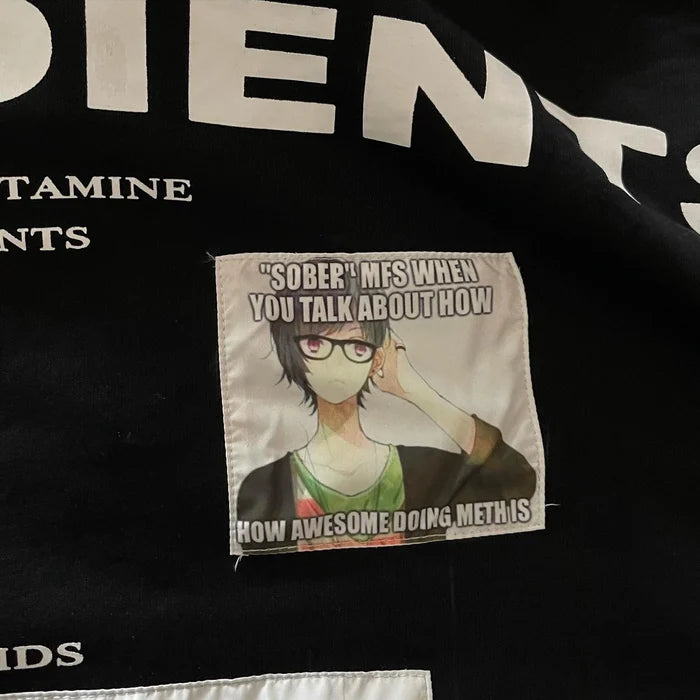 DIENTS
TAMINE
NTS
"SOBER" MFS WHEN
YOU TALK ABOUT HOW
HOW AWESOME DOING METH IS
IDS